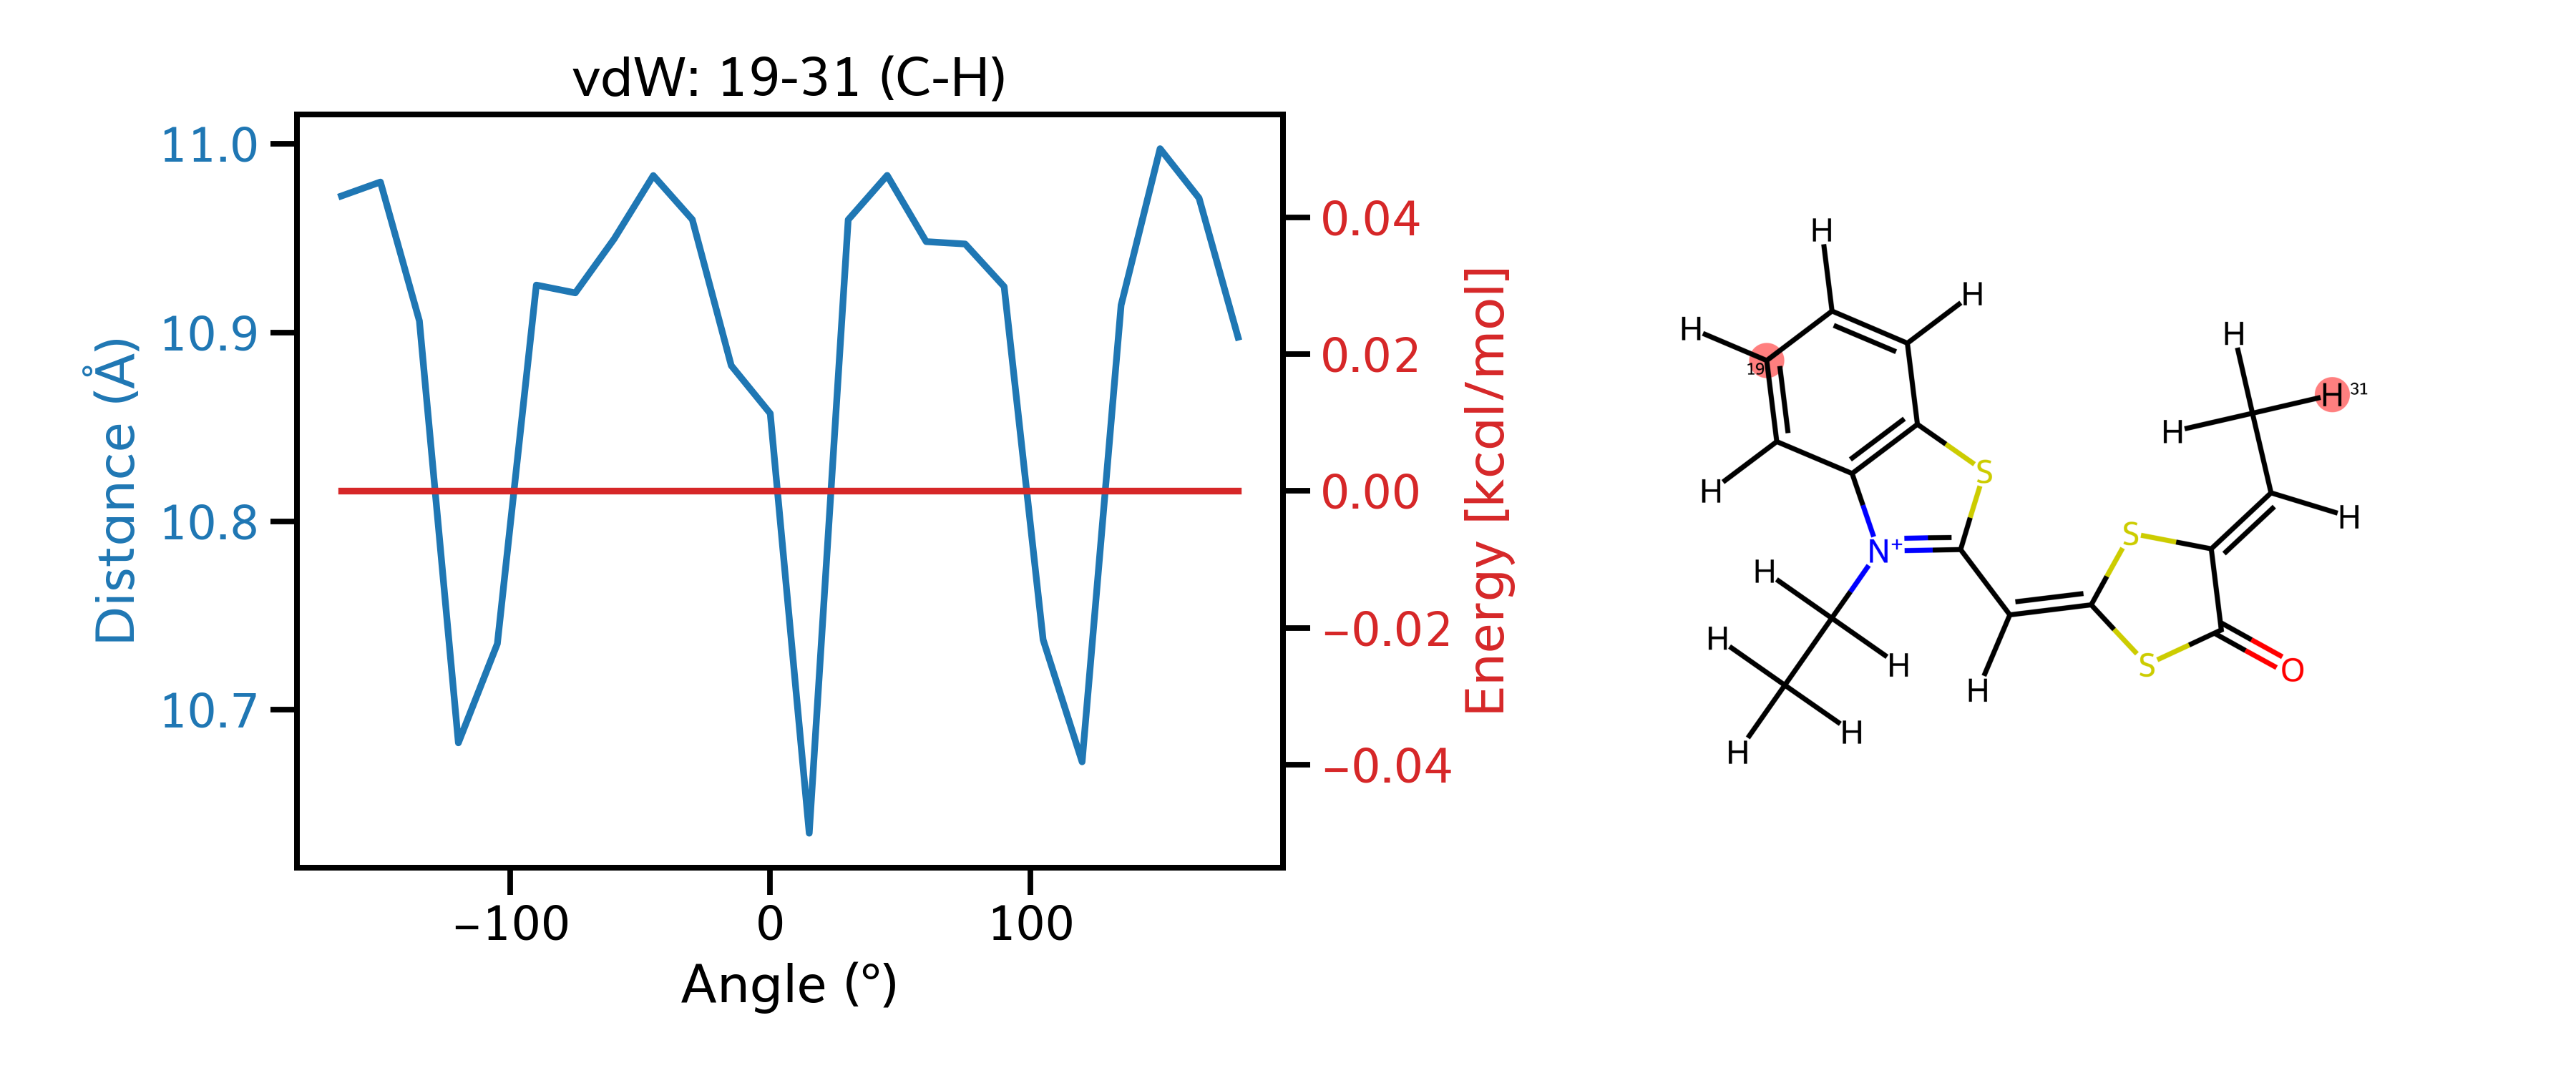 vdW: 19-31 (C-H)
11.0
10.9
10.8
10.7
Distance (Å)
0.04
0.02
0.00
−0.02
−0.04
Energy [kcal/mol]
−100
0
100
Angle (°)
H
H
H
19
H
H
31
H
S
H
H
S
N+
H
H
H
S
O
H
H
H
H